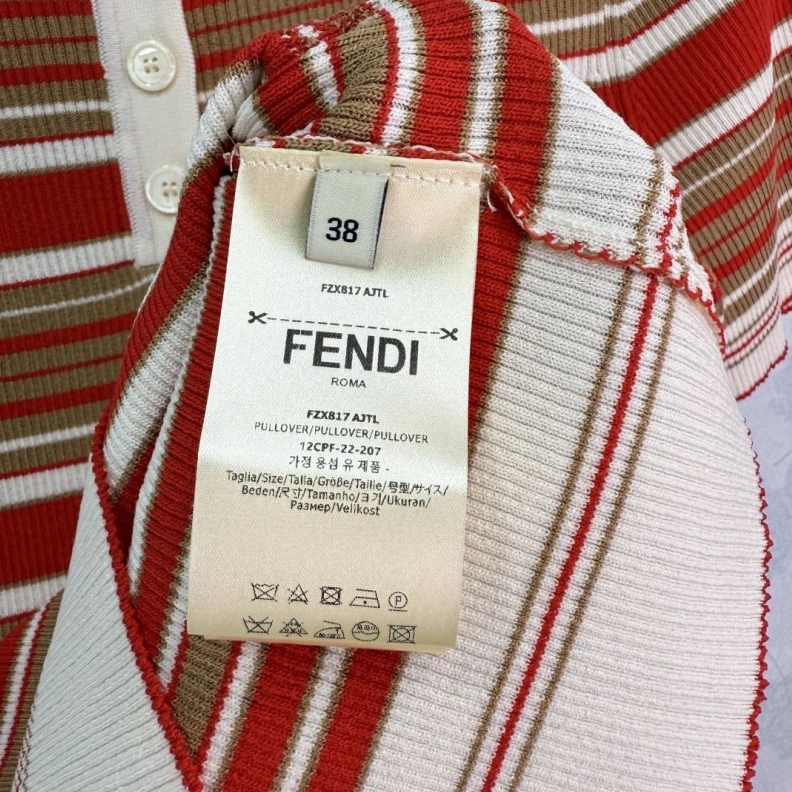 38
FZX817 AJTL
FENDI
ROMA
FZX817 AJTL
PULLOVER/PULLOVER/PULLOVER
12CPF-22-207
가정 용섬 유 제품 -
Taglia/Size/Talla/Größe/Taille/号型/サイズ/
Beden/尺寸/Tamanho/ㅋ기/Ukuran/
Размер/Velikost
P